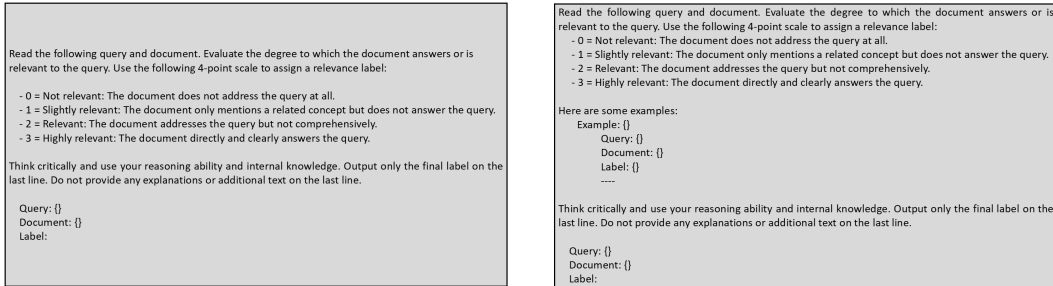 Read the following query and document. Evaluate the degree to which the document answers or is
relevant to the query. Use the following 4-point scale to assign a relevance label:
- 0 = Not relevant: The document does not address the query at all.
- 1 = Slightly relevant: The document only mentions a related concept but does not answer the query.
- 2 = Relevant: The document addresses the query but not comprehensively.
- 3 = Highly relevant: The document directly and clearly answers the query.
Think critically and use your reasoning ability and internal knowledge. Output only the final label on the
last line. Do not provide any explanations or additional text on the last line.
Query: {}
Document: {}
Label:
Read the following query and document. Evaluate the degree to which the document answers or is
relevant to the query. Use the following 4-point scale to assign a relevance label:
- 0 = Not relevant: The document does not address the query at all.
- 1 = Slightly relevant: The document only mentions a related concept but does not answer the query.
- 2 = Relevant: The document addresses the query but not comprehensively.
- 3 = Highly relevant: The document directly and clearly answers the query.
Here are some examples:
Example: {}
Query: {}
Document: {}
Label: {}
----
Think critically and use your reasoning ability and internal knowledge. Output only the final label on the
last line. Do not provide any explanations or additional text on the last line.
Query: {}
Document: {}
Label: